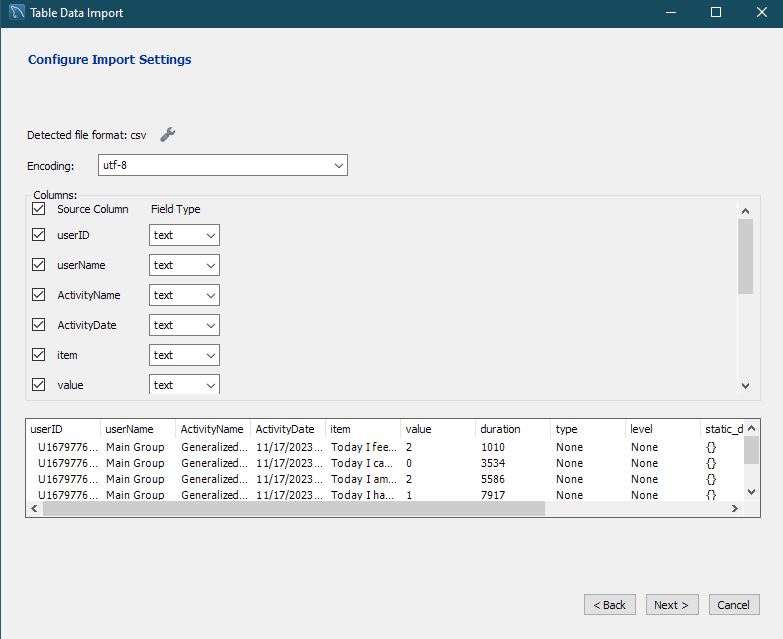 Table Data Import
Configure Import Settings
Detected file format: csv
Encoding: utf-8
Columns:
Source Column Field Type
userID text
userName text
ActivityName text
ActivityDate text
item text
value text
userID userName ActivityName ActivityDate item value duration type level static_d
U1679776... Main Group Generalized... 11/17/2023... Today I fee... 2 1010 None None {}
U1679776... Main Group Generalized... 11/17/2023... Today I ca... 0 3534 None None {}
U1679776... Main Group Generalized... 11/17/2023... Today I am... 2 5586 None None {}
U1679776... Main Group Generalized... 11/17/2023... Today I ha... 1 7917 None None {}
< Back Next > Cancel